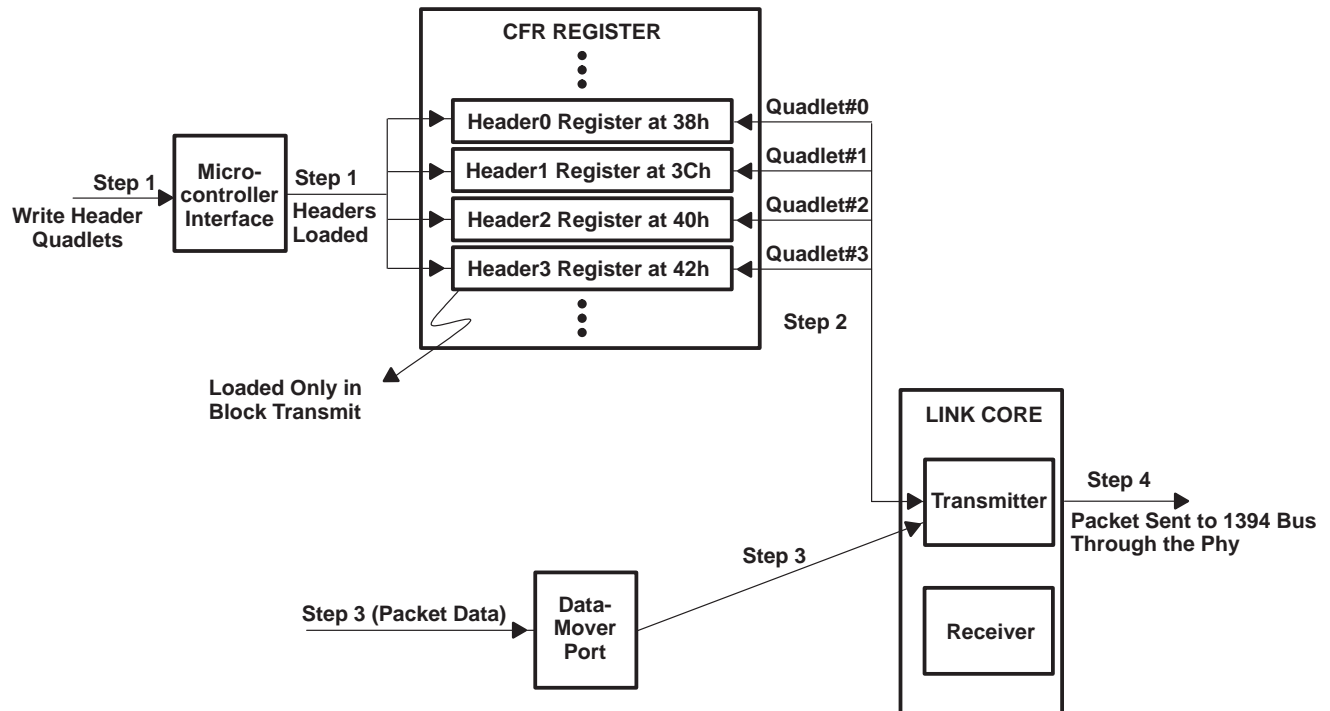 CFR REGISTER
Header0 Register at 38h
Quadlet#0
Header1 Register at 3Ch
Quadlet#1
Header2 Register at 40h
Quadlet#2
Header3 Register at 42h
Quadlet#3
Step 1
Write Header
Quadlets
Micro-
controller
Interface
Step 1
Headers
Loaded
Step 2
Loaded Only in
Block Transmit
LINK CORE
Transmitter
Step 4
Packet Sent to 1394 Bus
Through the Phy
Step 3
Step 3 (Packet Data)
Data-
Mover
Port
Receiver